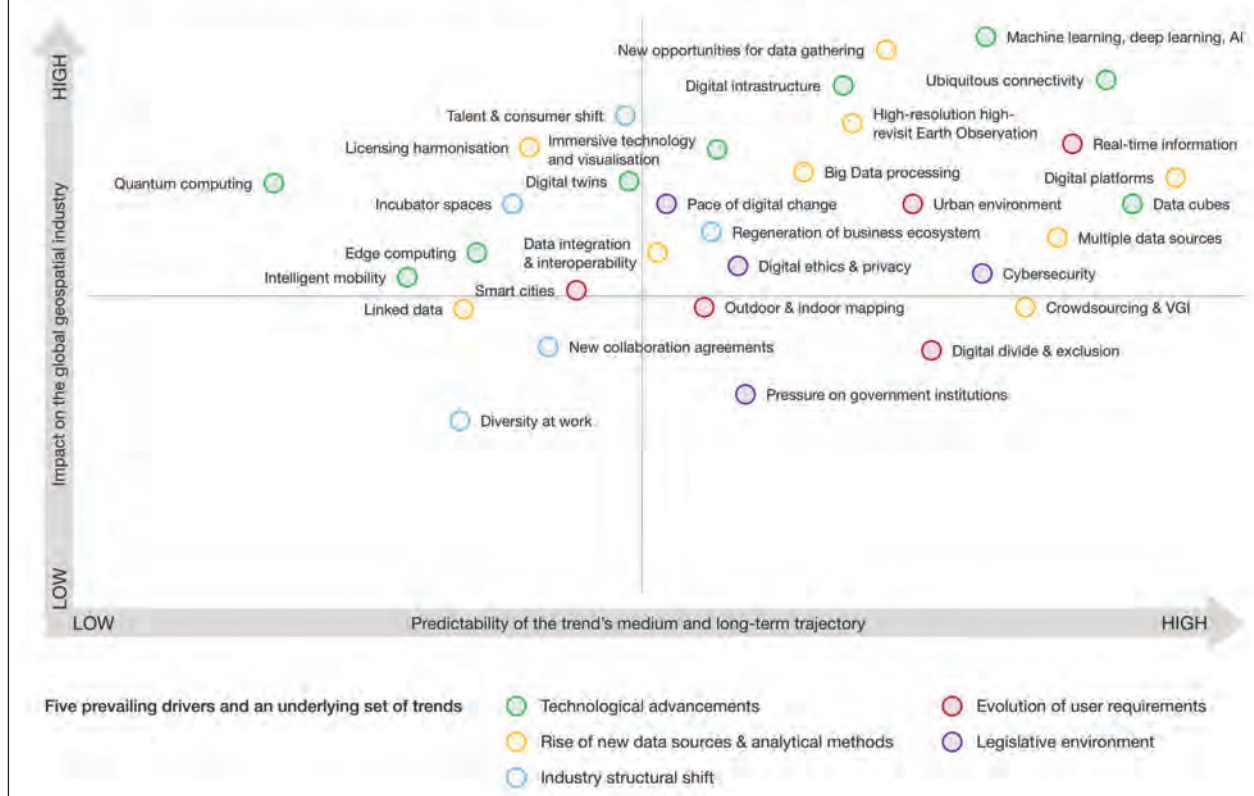 HIGH
Impact on the global geospatial industry
LOW
New opportunities for data gathering
Machine learning, deep learning, AI
Digital intrastructure
Ubiquitous connectivity
Talent & consumer shift
High-resolution high-
revisit Earth Observation
Licensing harmonisation
Immersive technology
and visualisation
Real-time information
Quantum computing
Digital twins
Big Data processing
Digital platforms
Incubator spaces
Pace of digital change
Urban environment
Data cubes
Edge computing
Data integration
& interoperability
Regeneration of business ecosystem
Multiple data sources
Intelligent mobility
Digital ethics & privacy
Cybersecurity
Smart cities
Linked data
Outdoor & indoor mapping
Crowdsourcing & VGI
New collaboration agreements
Digital divide & exclusion
Pressure on government institutions
Diversity at work
LOW
Predictability of the trend's medium and long-term trajectory
HIGH
Five prevailing drivers and an underlying set of trends
Technological advancements
Rise of new data sources & analytical methods
Industry structural shift
Evolution of user requirements
Legislative environment